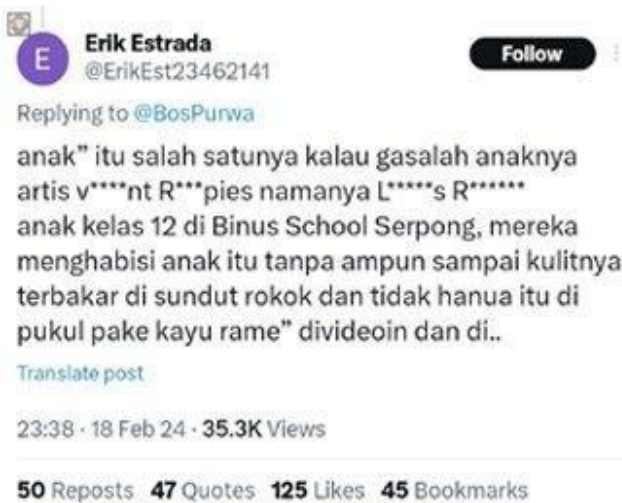 E
Erik Estrada
Follow
@ErikEst23462141
Replying to @BosPurwa
anak” itu salah satunya kalau gasalah anaknya
artis v****nt R***pies namanya L*****s R******
anak kelas 12 di Binus School Serpong, mereka
menghabisi anak itu tanpa ampun sampai kulitnya
terbakar di sundut rokok dan tidak hanua itu di
pukul pake kayu rame” divideoin dan di..
Translate post
23:38 · 18 Feb 24 · 35.3K Views
50 Reposts 47 Quotes 125 Likes 45 Bookmarks